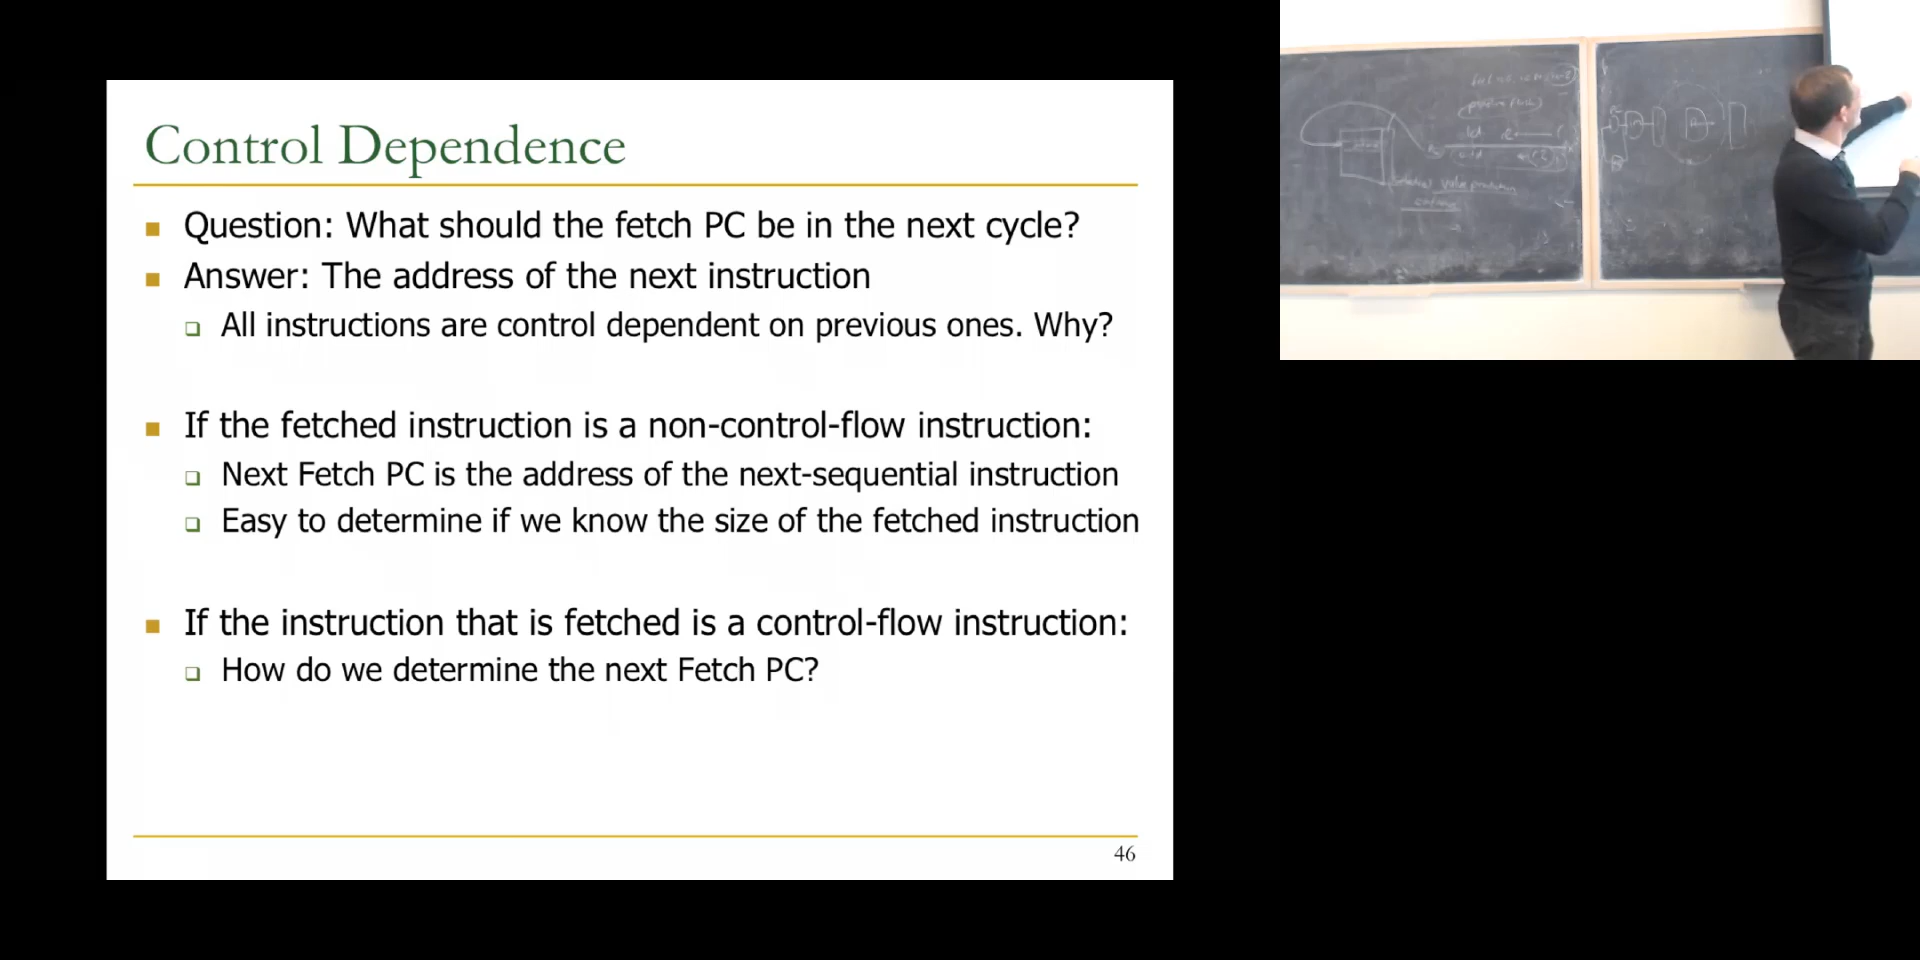 Control Dependence
Question: What should the fetch PC be in the next cycle?
Answer: The address of the next instruction
All instructions are control dependent on previous ones. Why?
If the fetched instruction is a non-control-flow instruction:
Next Fetch PC is the address of the next-sequential instruction
Easy to determine if we know the size of the fetched instruction
If the instruction that is fetched is a control-flow instruction:
How do we determine the next Fetch PC?
46